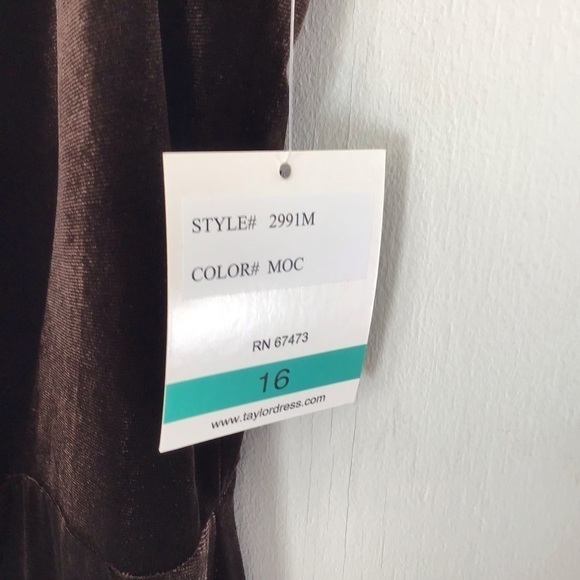 STYLE# 2991M
COLOR# MOC
RN 67473
16
www.taylordress.com